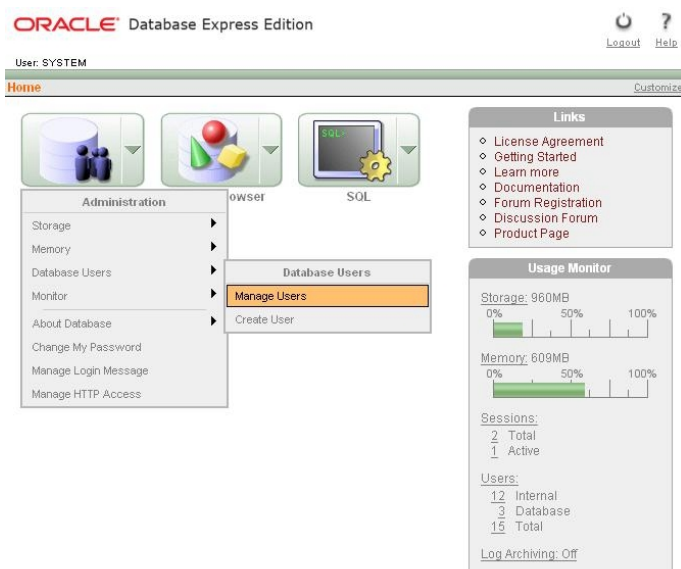 ORACLE® Database Express Edition
Logout Help
User: SYSTEM
Home
Customize
SQL>
owser
SQL
Administration
Storage
Memory
Database Users
Monitor
About Database
Change My Password
Manage Login Message
Manage HTTP Access
Database Users
Manage Users
Create User
Links
License Agreement
Getting Started
Learn more
Documentation
Forum Registration
Discussion Forum
Product Page
Usage Monitor
Storage: 960MB
0% 50% 100%
Memory: 609MB
0% 50% 100%
Sessions:
2 Total
1 Active
Users:
12 Internal
3 Database
15 Total
Log Archiving: Off